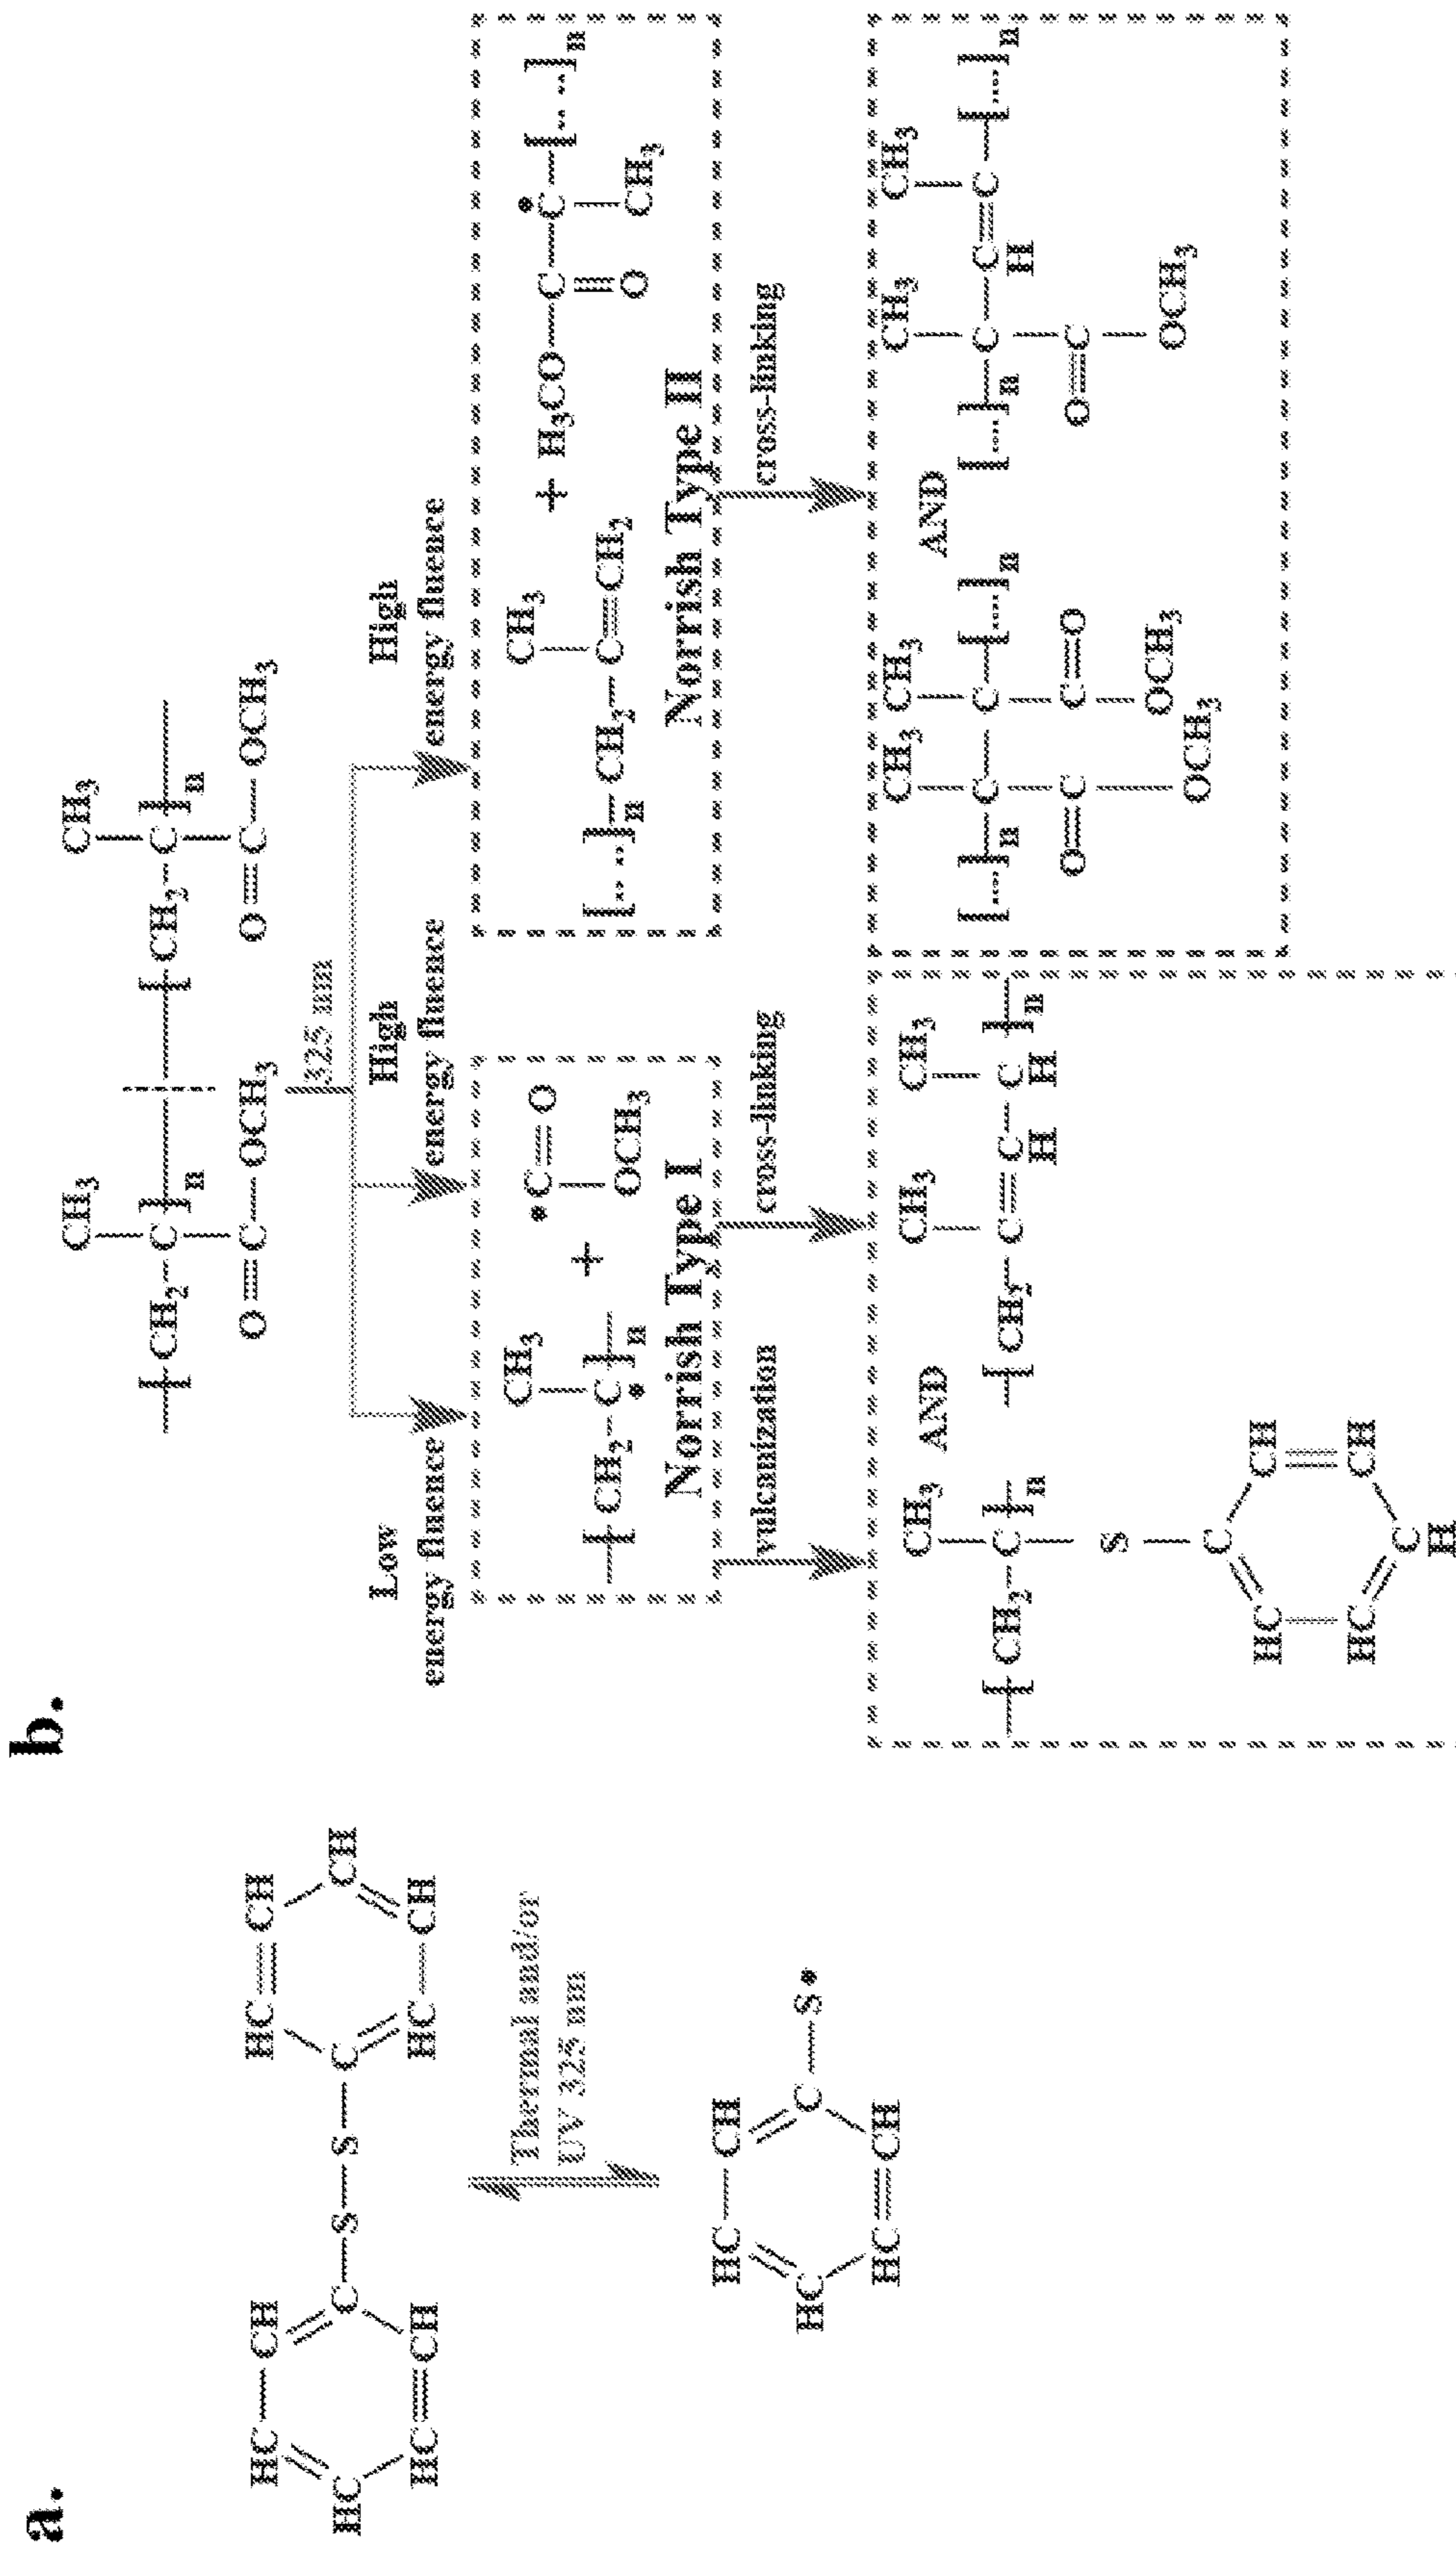 a.
HC CH HC CH
HC C S S C CH
HC CH HC CH
Thermal and/or
UV 325 nm
HC CH
HC C S•
HC CH
b.
CH3 CH3
[ CH2 C ]n [ CH2 C ]n
O C OCH3 O C OCH3
325 nm
Low High High
energy fluence energy fluence energy fluence
CH3 •C O
[ CH2 C• ]n + OCH3
Norrish Type I
CH3 + H3CO C C• [.. ..]n
[.. ..]n CH2 C CH2 O CH3
Norrish Type II
vulcanization cross-linking cross-linking
CH3 AND CH3 CH3
[ CH2 C ]n [ CH2 C C C ]n
H H
S
C
HC CH
HC CH
C
H
CH3 CH3 AND CH3 CH3
[....]n C C [....]n [....]n C C C [....]n
H
O C C O O C
OCH3 OCH3 OCH3